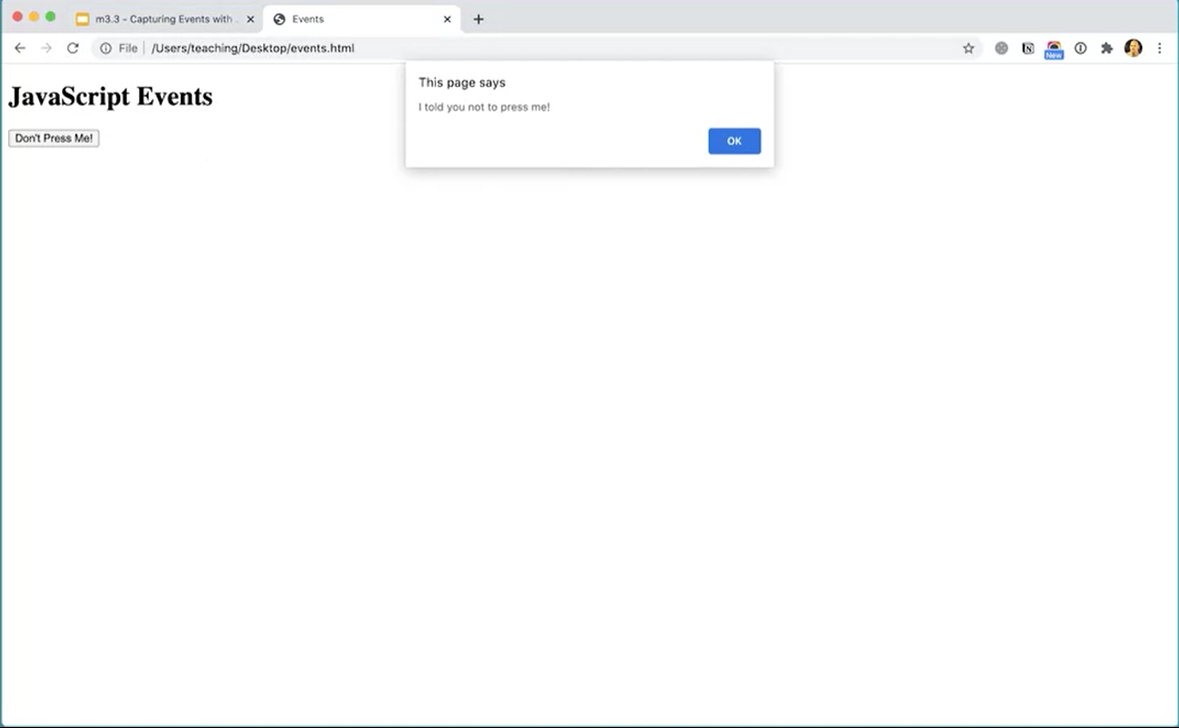 m3.3 - Capturing Events with
Events
File
/Users/teaching/Desktop/events.html
New
This page says
I told you not to press me!
OK
JavaScript Events
Don't Press Me!